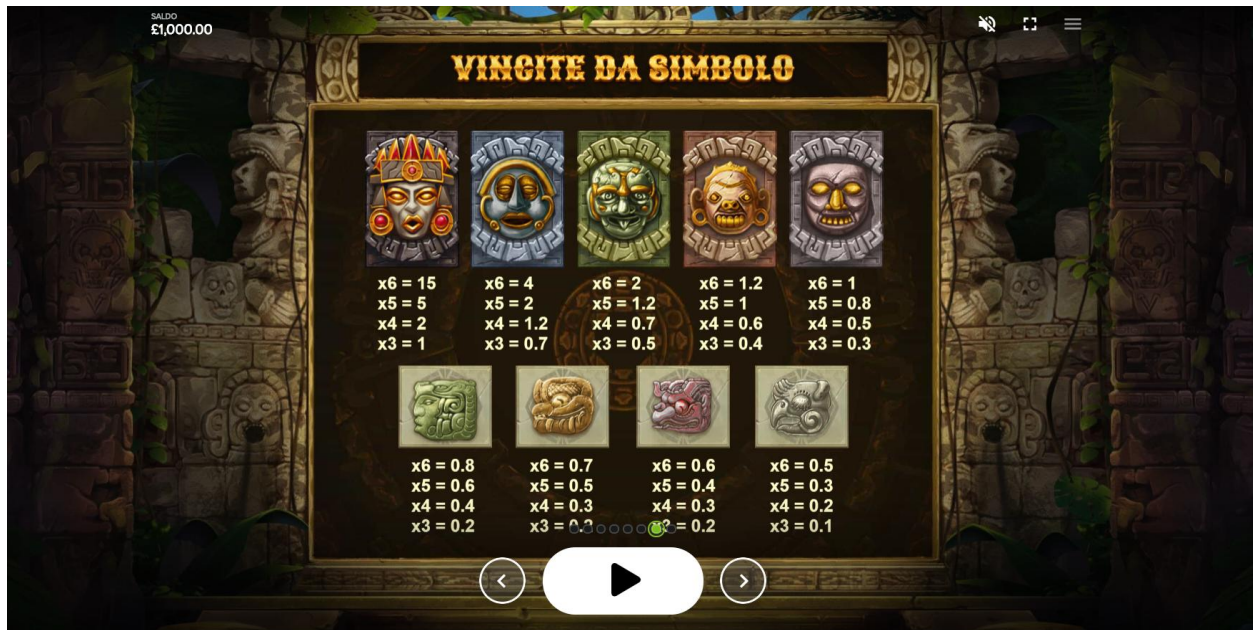 SALDO
£1,000.00
VINCITE DA SIMBOLO
x6 = 15
x5 = 5
x4 = 2
x3 = 1
x6 = 4
x5 = 2
x4 = 1.2
x3 = 0.7
x6 = 2
x5 = 1.2
x4 = 0.7
x3 = 0.5
x6 = 1.2
x5 = 1
x4 = 0.6
x3 = 0.4
x6 = 1
x5 = 0.8
x4 = 0.5
x3 = 0.3
x6 = 0.8
x5 = 0.6
x4 = 0.4
x3 = 0.2
x6 = 0.7
x5 = 0.5
x4 = 0.3
x3 =
x6 = 0.6
x5 = 0.4
x4 = 0.3
= 0.2
x6 = 0.5
x5 = 0.3
x4 = 0.2
x3 = 0.1